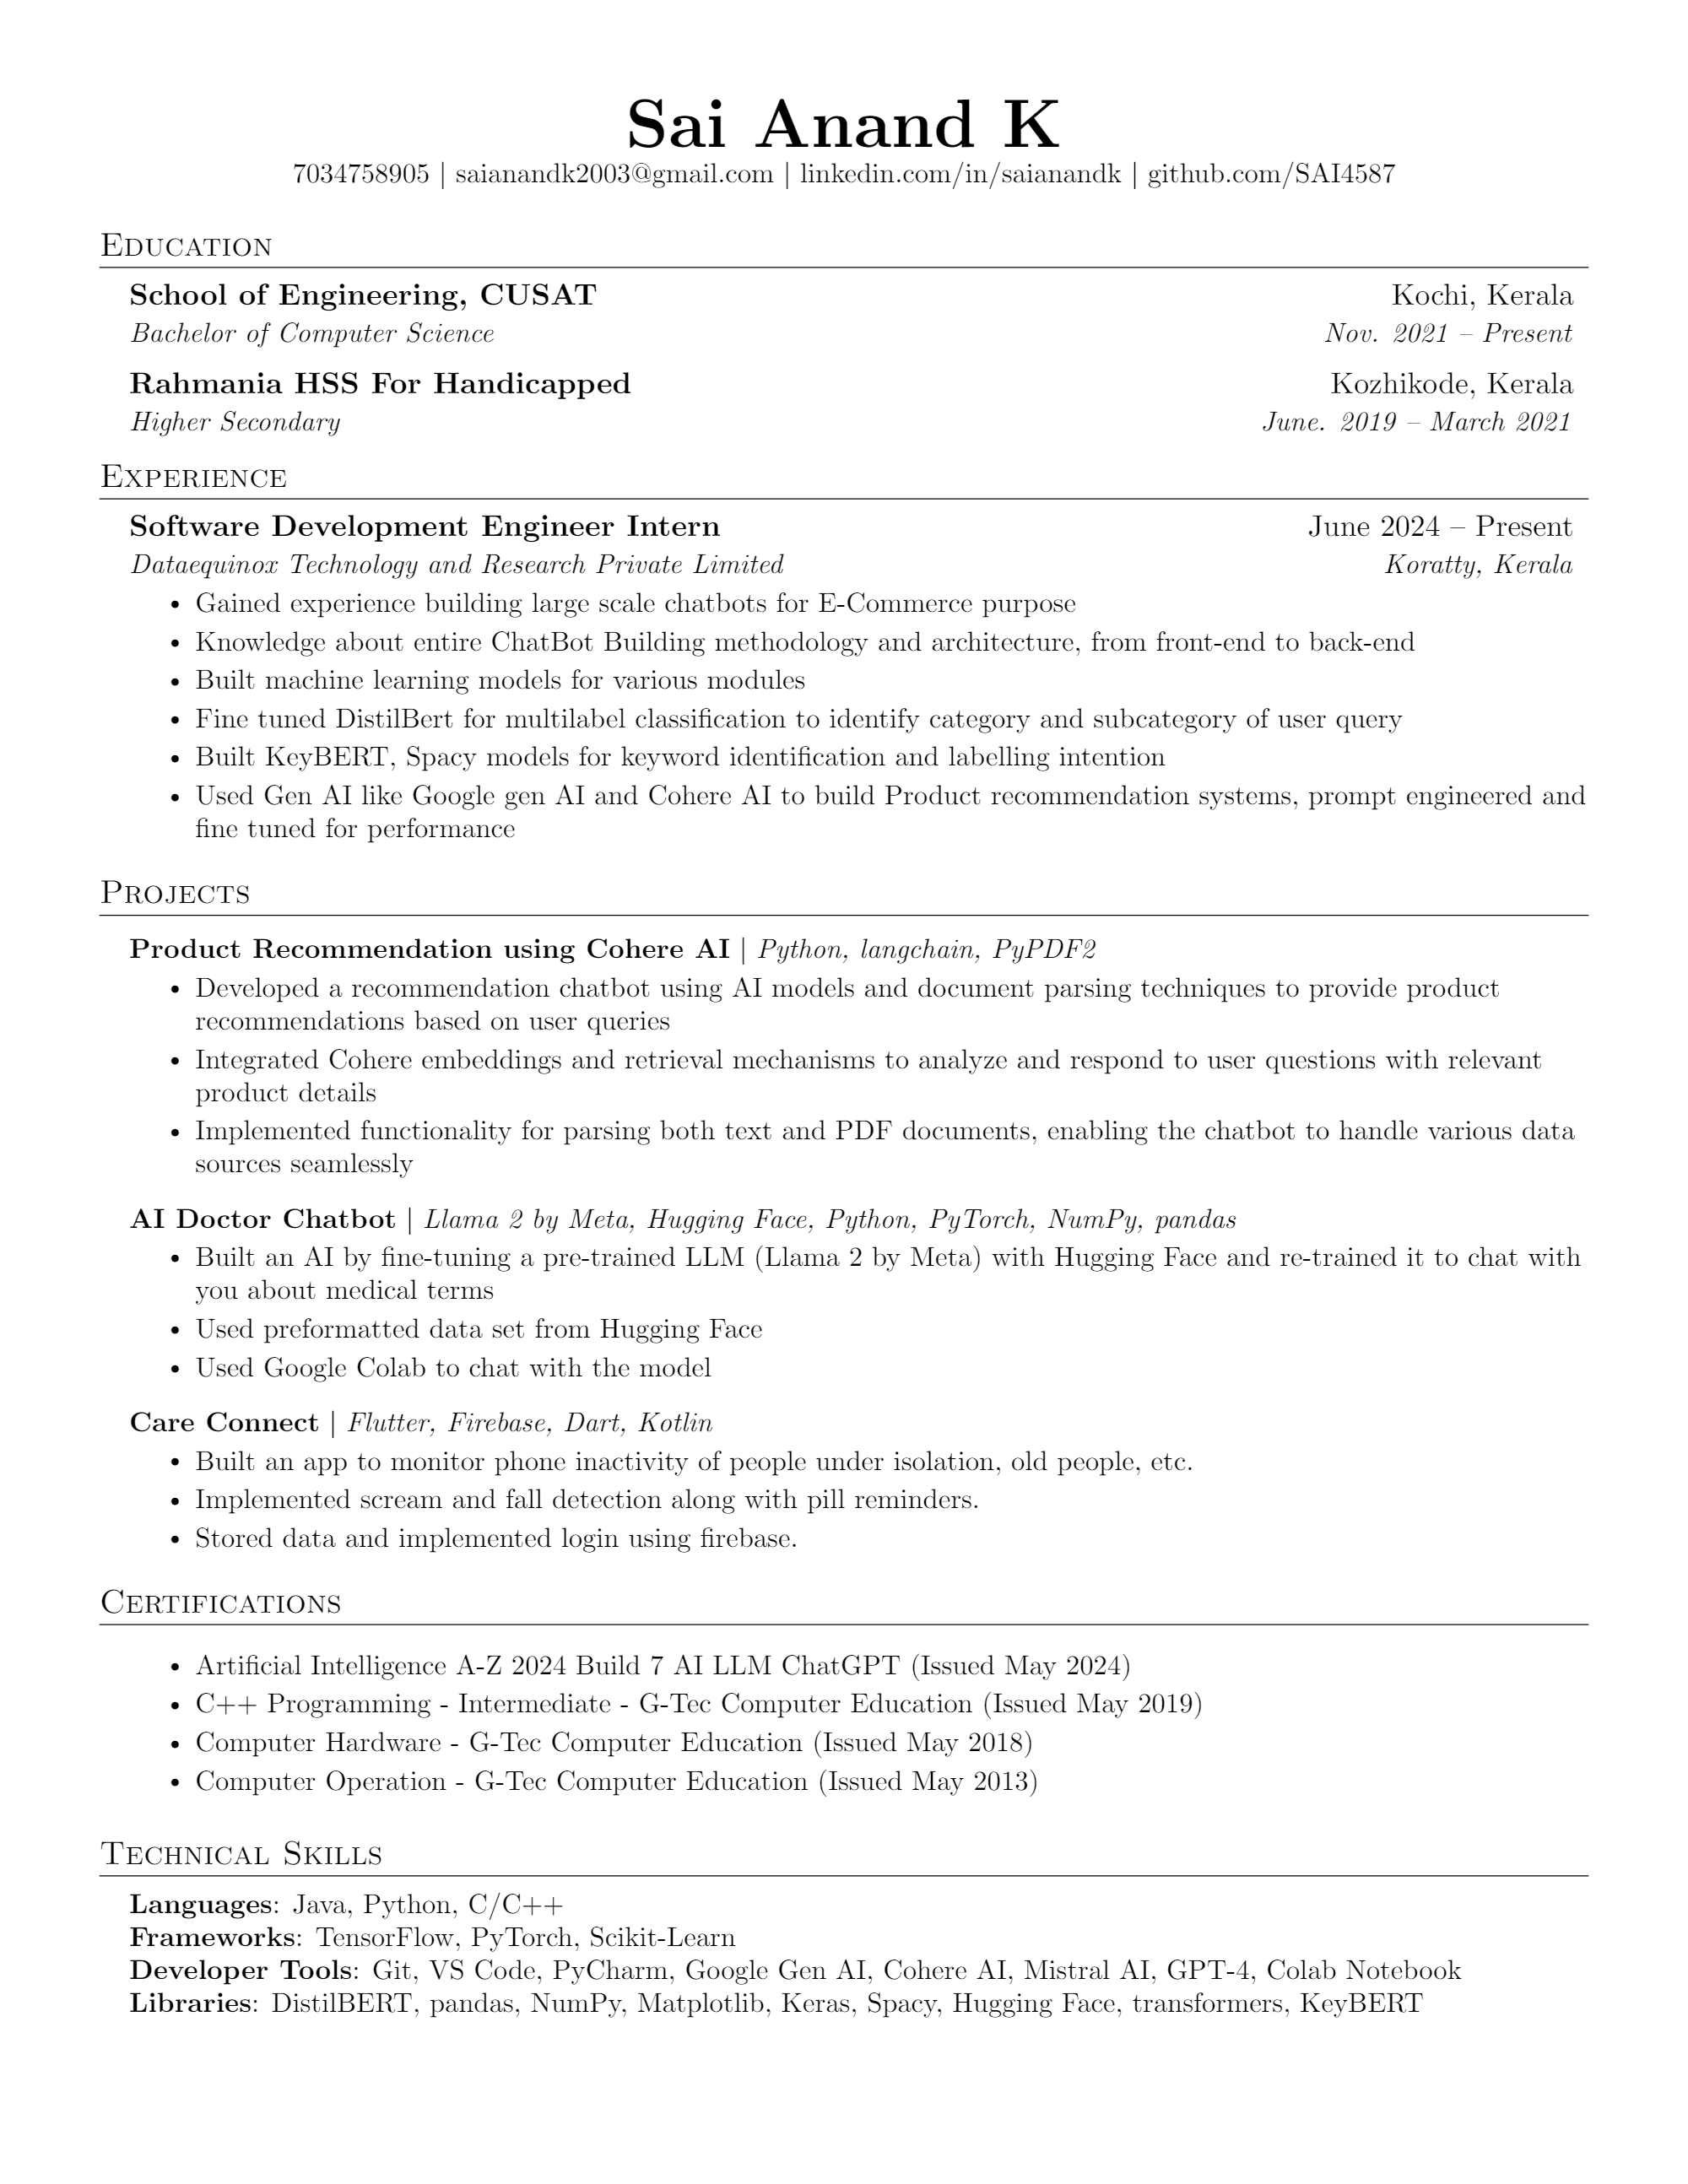 Sai Anand K
7034758905 | saianandk2003@gmail.com | linkedin.com/in/saianandk | github.com/SAI4587
Education
School of Engineering, CUSAT Kochi, Kerala
Bachelor of Computer Science Nov. 2021 – Present
Rahmania HSS For Handicapped Kozhikode, Kerala
Higher Secondary June. 2019 – March 2021
Experience
Software Development Engineer Intern June 2024 – Present
Dataequinox Technology and Research Private Limited Koratty, Kerala
• Gained experience building large scale chatbots for E-Commerce purpose
• Knowledge about entire ChatBot Building methodology and architecture, from front-end to back-end
• Built machine learning models for various modules
• Fine tuned DistilBert for multilabel classification to identify category and subcategory of user query
• Built KeyBERT, Spacy models for keyword identification and labelling intention
• Used Gen AI like Google gen AI and Cohere AI to build Product recommendation systems, prompt engineered and
fine tuned for performance
Projects
Product Recommendation using Cohere AI | Python, langchain, PyPDF2
• Developed a recommendation chatbot using AI models and document parsing techniques to provide product
recommendations based on user queries
• Integrated Cohere embeddings and retrieval mechanisms to analyze and respond to user questions with relevant
product details
• Implemented functionality for parsing both text and PDF documents, enabling the chatbot to handle various data
sources seamlessly
AI Doctor Chatbot | Llama 2 by Meta, Hugging Face, Python, PyTorch, NumPy, pandas
• Built an AI by fine-tuning a pre-trained LLM (Llama 2 by Meta) with Hugging Face and re-trained it to chat with
you about medical terms
• Used preformatted data set from Hugging Face
• Used Google Colab to chat with the model
Care Connect | Flutter, Firebase, Dart, Kotlin
• Built an app to monitor phone inactivity of people under isolation, old people, etc.
• Implemented scream and fall detection along with pill reminders.
• Stored data and implemented login using firebase.
Certifications
• Artificial Intelligence A-Z 2024 Build 7 AI LLM ChatGPT (Issued May 2024)
• C++ Programming - Intermediate - G-Tec Computer Education (Issued May 2019)
• Computer Hardware - G-Tec Computer Education (Issued May 2018)
• Computer Operation - G-Tec Computer Education (Issued May 2013)
Technical Skills
Languages: Java, Python, C/C++
Frameworks: TensorFlow, PyTorch, Scikit-Learn
Developer Tools: Git, VS Code, PyCharm, Google Gen AI, Cohere AI, Mistral AI, GPT-4, Colab Notebook
Libraries: DistilBERT, pandas, NumPy, Matplotlib, Keras, Spacy, Hugging Face, transformers, KeyBERT